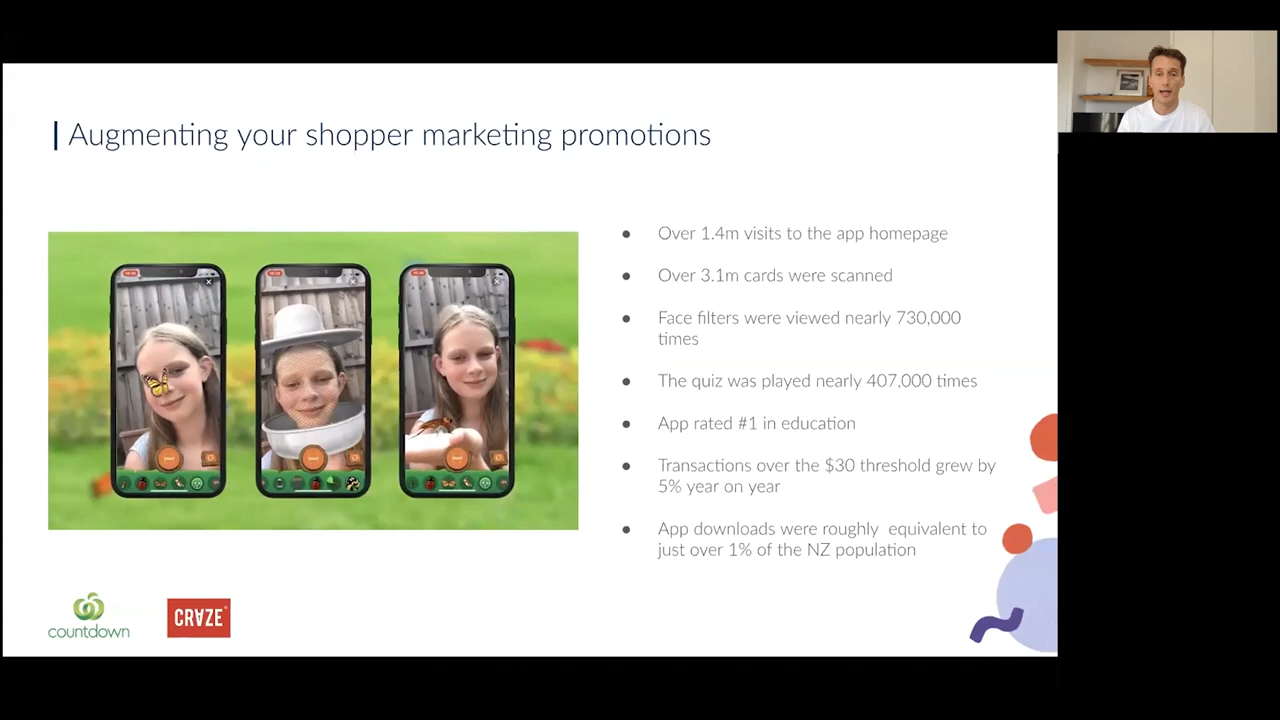 Augmenting your shopper marketing promotions
● Over 1.4m visits to the app homepage
● Over 3.1m cards were scanned
● Face filters were viewed nearly 730,000
times
● The quiz was played nearly 407,000 times
● App rated #1 in education
● Transactions over the $30 threshold grew by
5% year on year
● App downloads were roughly  equivalent to
just over 1% of the NZ population
countdown
CRAZE